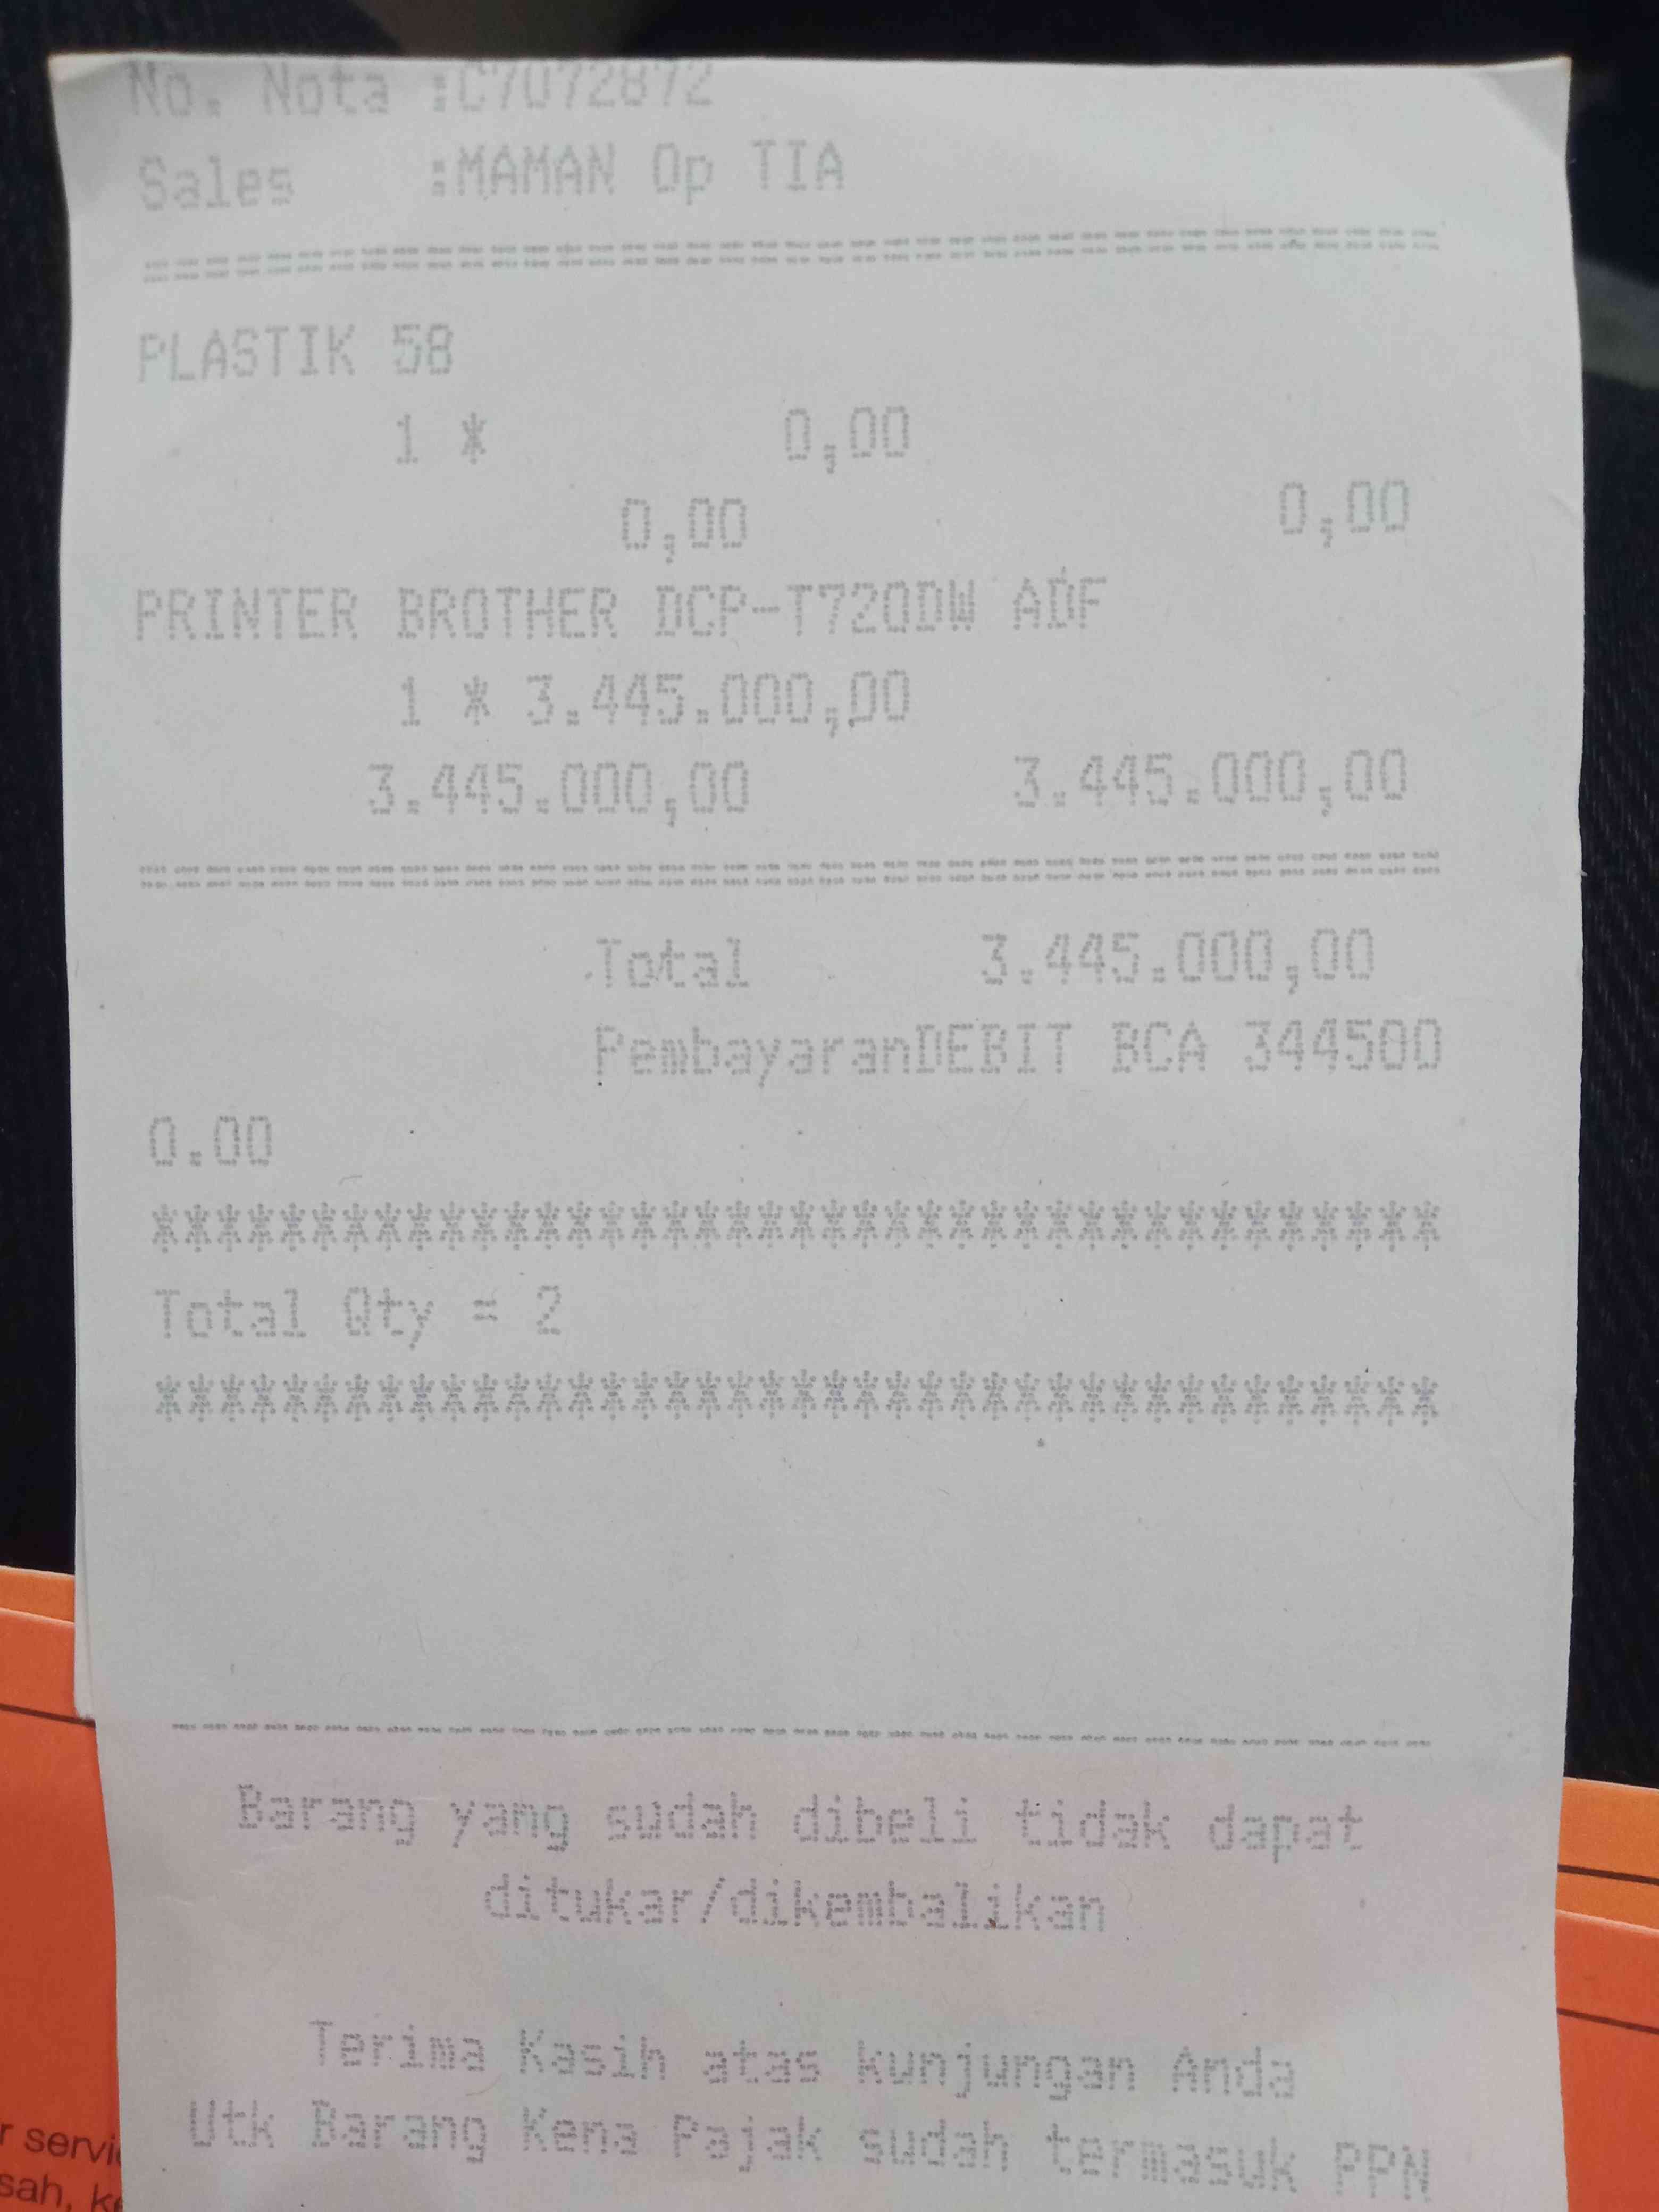 No. Nota :C7072872
Sales :MAMAN Op TIA
PLASTIK 58
1 * 0,00
0,00 0,00
PRINTER BROTHER DCP-T720DW ADF
1 * 3.445.000,00
3.445.000,00 3.445.000,00
Total 3.445.000,00
PembayaranDEBIT BCA 344500
0.00
****************************************
Total Qty : 2
****************************************
Barang yang sudah dibeli tidak dapat
ditukar/dikembalikan
Terima Kasih atas Kunjungan Anda
Utk Barang Kena Pajak sudah termasuk PPN
r servi
sah, ke